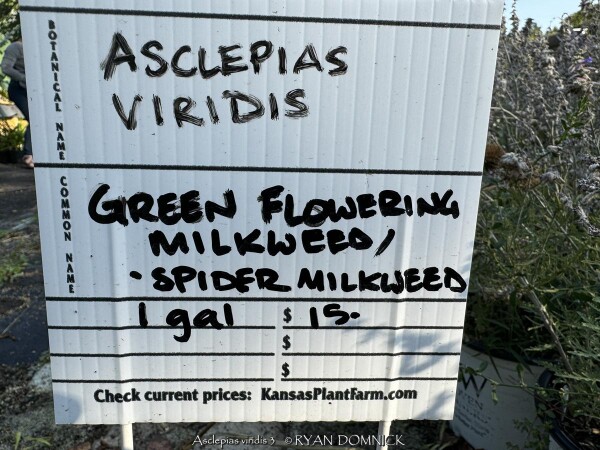 BOTANICAL NAME
ASCLEPIAS
VIRIDIS
COMMON NAME
GREEN FLOWERING
MILKWEED/
• SPIDER MILKWEED
1 gal $ 15.
$
$
Check current prices: KansasPlantFarm.com
Asclepias viridis 3 © RYAN DOMNICK